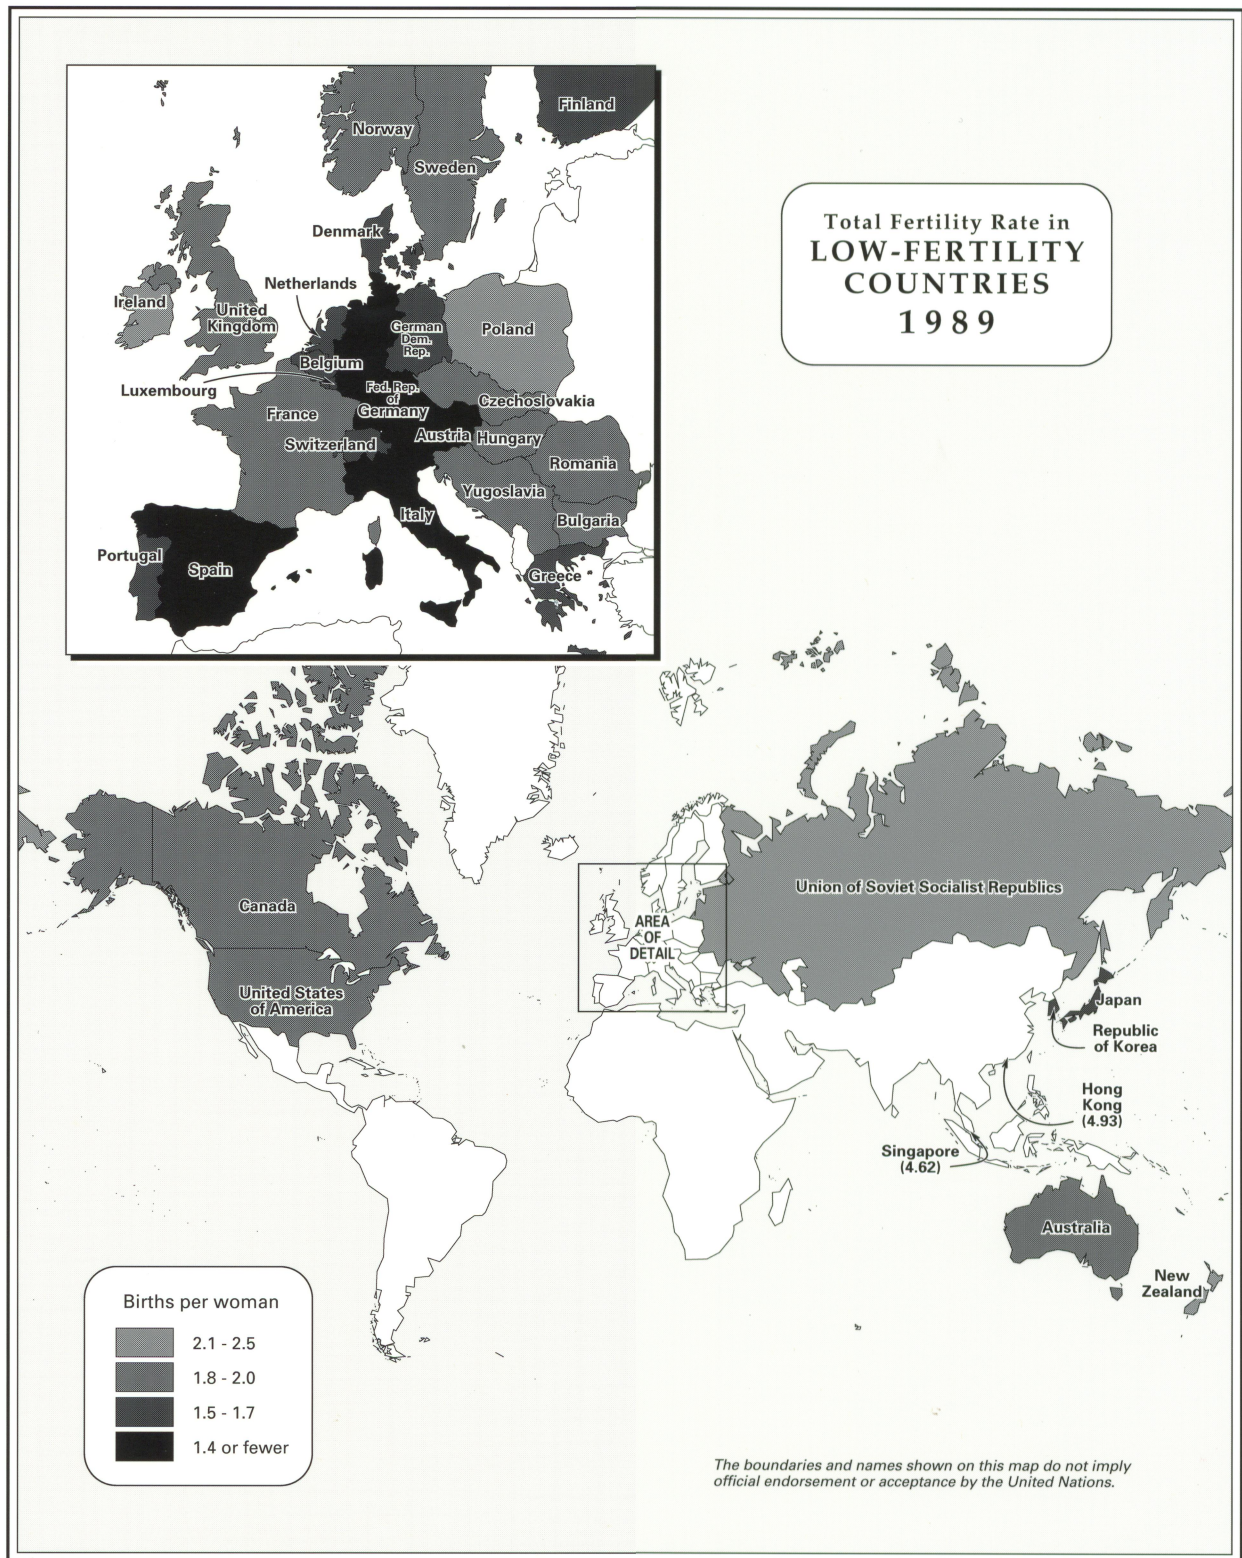 Total Fertility Rate in
LOW-FERTILITY
COUNTRIES
1989
Finland
Norway
Sweden
Denmark
Netherlands
Ireland
United
Kingdom
German
Dem.
Rep.
Poland
Belgium
Luxembourg
Fed. Rep.
of
Germany
Czechoslovakia
France
Switzerland
Austria
Hungary
Romania
Yugoslavia
Italy
Bulgaria
Portugal
Spain
Greece
Canada
United States
of America
AREA
OF
DETAIL
Union of Soviet Socialist Republics
Japan
Republic
of Korea
Hong
Kong
(4.93)
Singapore
(4.62)
Australia
New
Zealand
Births per woman
2.1 - 2.5
1.8 - 2.0
1.5 - 1.7
1.4 or fewer
The boundaries and names shown on this map do not imply
official endorsement or acceptance by the United Nations.